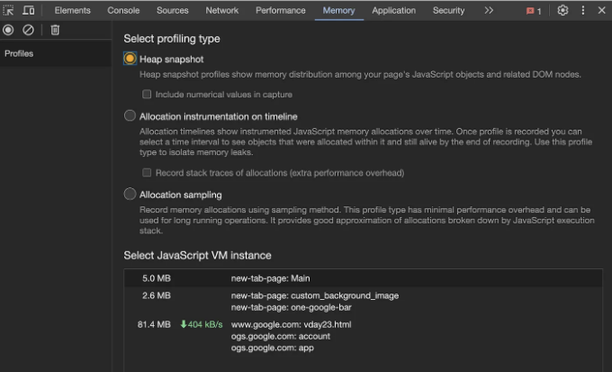 Elements Console Sources Network Performance Memory Application Security 1
Profiles
Select profiling type
Heap snapshot
Heap snapshot profiles show memory distribution among your page's JavaScript objects and related DOM nodes.
Include numerical values in capture
Allocation instrumentation on timeline
Allocation timelines show instrumented JavaScript memory allocations over time. Once profile is recorded you can
select a time interval to see objects that were allocated within it and still alive by the end of recording. Use this profile
type to isolate memory leaks.
Record stack traces of allocations (extra performance overhead)
Allocation sampling
Record memory allocations using sampling method. This profile type has minimal performance overhead and can be
used for long running operations. It provides good approximation of allocations broken down by JavaScript execution
stack.
Select JavaScript VM instance
5.0 MB new-tab-page: Main
2.6 MB new-tab-page: custom_background_image
new-tab-page: one-google-bar
81.4 MB 404 kB/s www.google.com: vday23.html
ogs.google.com: account
ogs.google.com: app